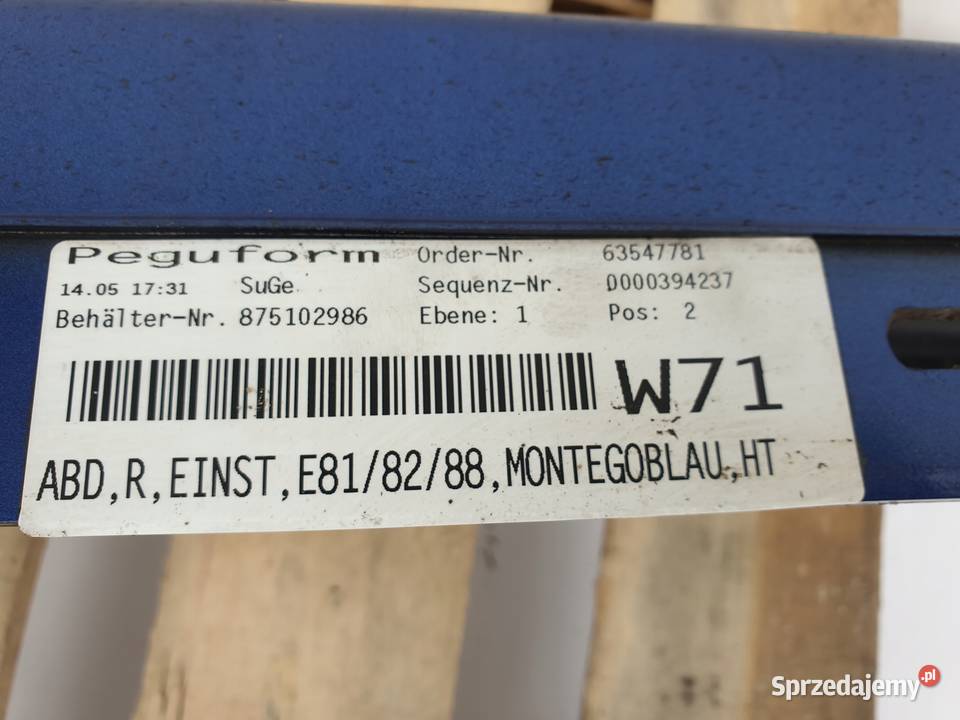 Peguform Order-Nr. 63547781
14.05 17:31 SuGe Sequenz-Nr. D000394237
Behälter-Nr. 875102986 Ebene: 1 Pos: 2
W71
ABD,R,EINST,E81/82/88,MONTEGOBLAU,HT
Sprzedajemy.pl